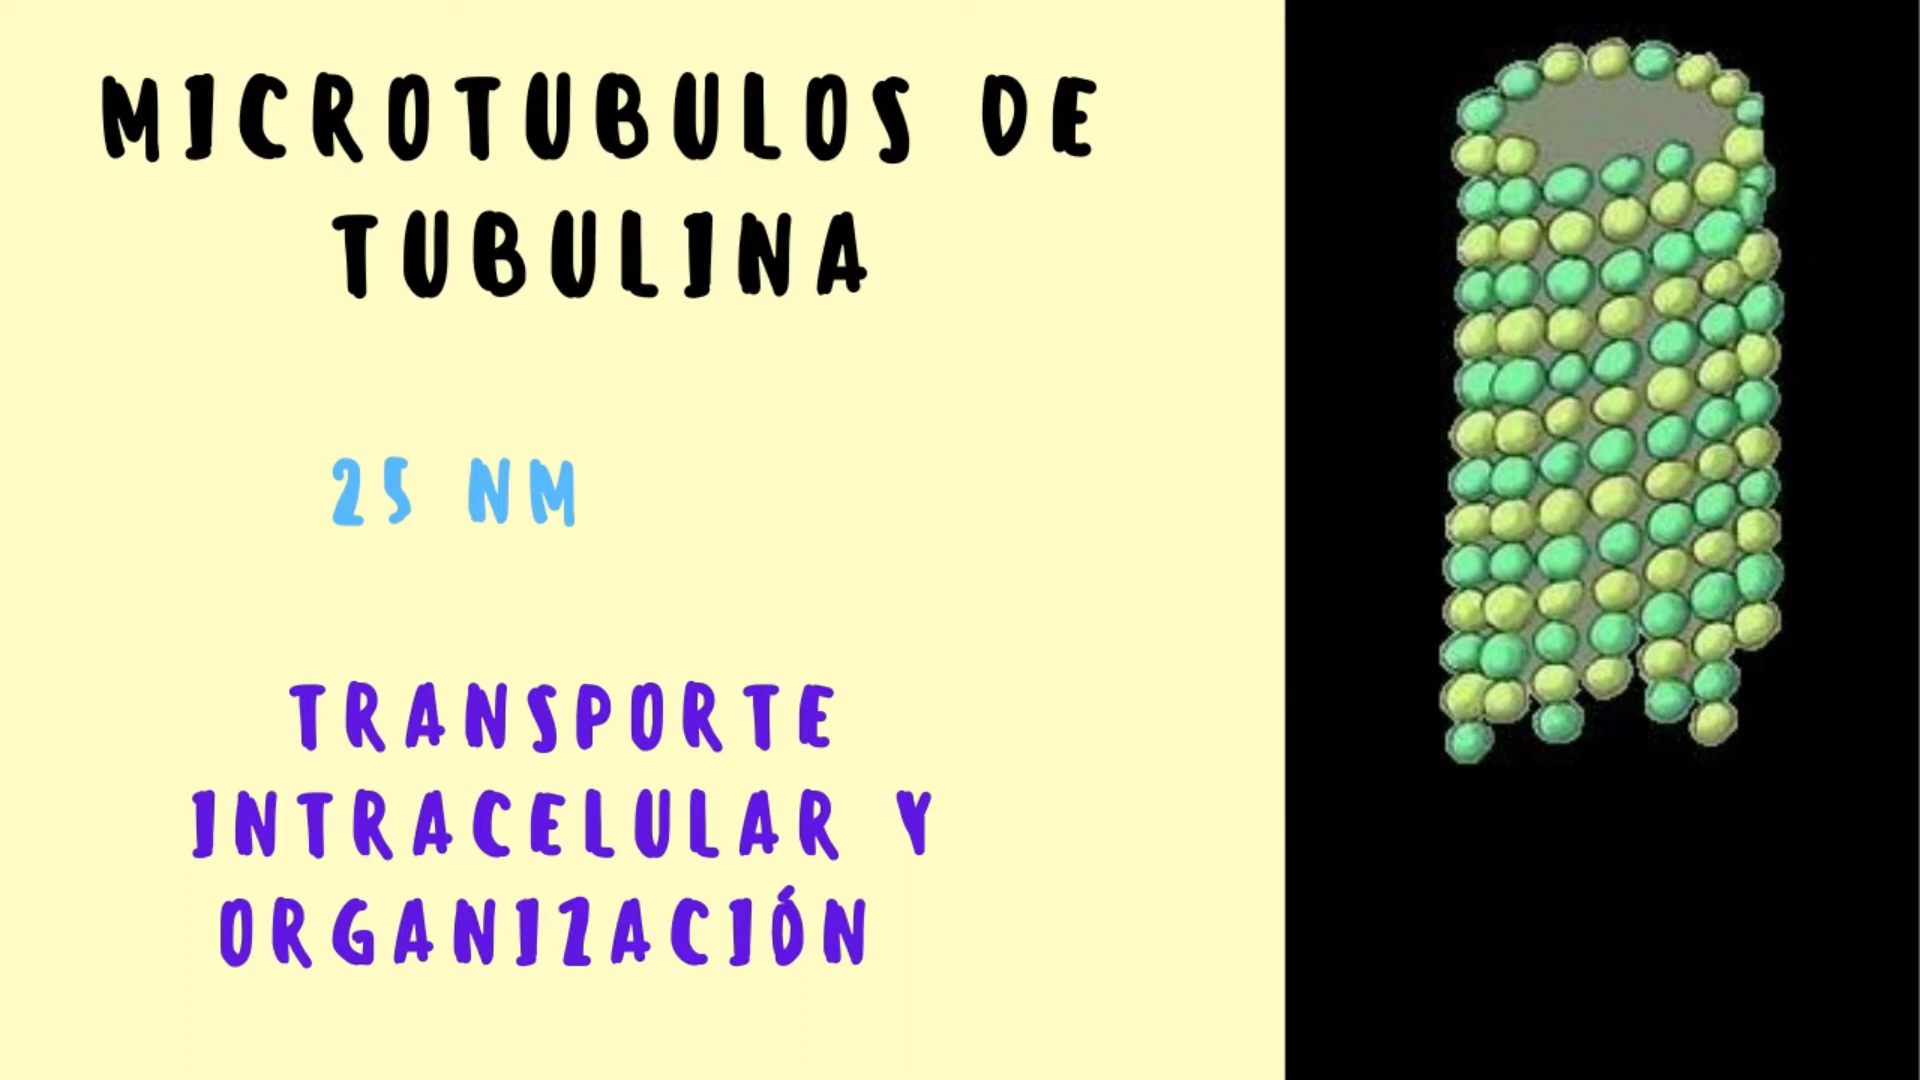 MICROTUBULOS DE
TUBULINA
25 NM
TRANSPORTE
INTRACELULAR Y
ORGANIZACIÓN